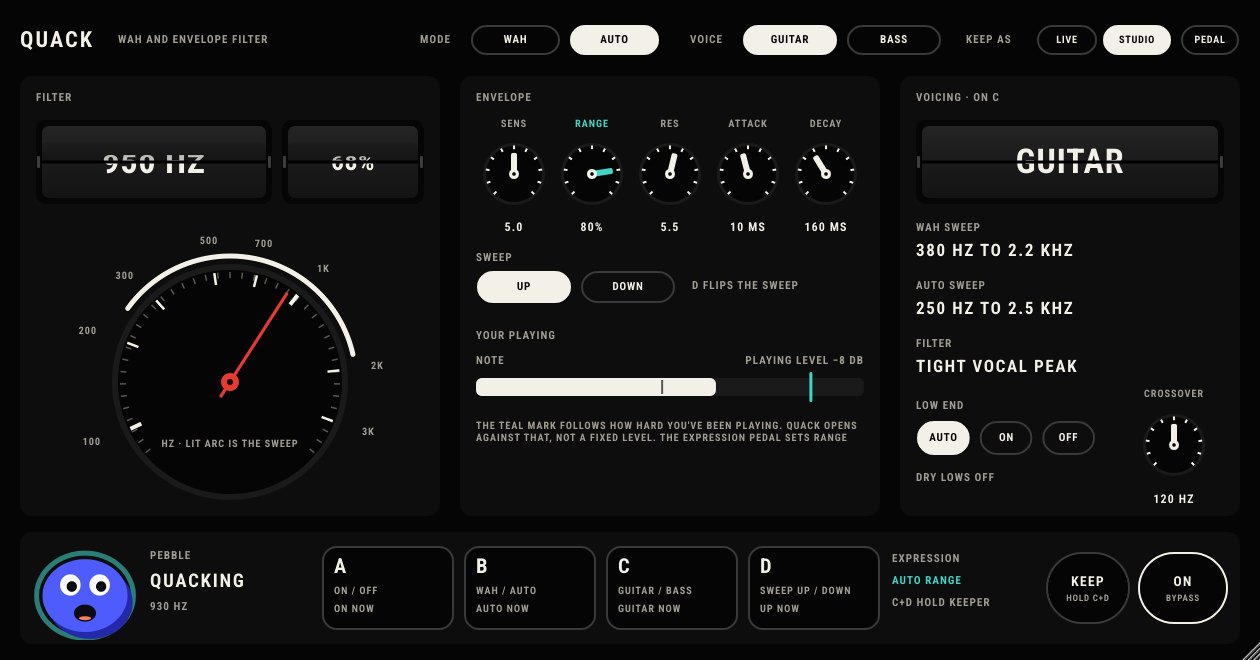 QUACK
WAH AND ENVELOPE FILTER
MODE
WAH
AUTO
VOICE
GUITAR
BASS
KEEP AS
LIVE
STUDIO
PEDAL
FILTER
950 HZ
68%
100
200
300
500
700
1K
2K
3K
HZ · LIT ARC IS THE SWEEP
ENVELOPE
SENS
RANGE
RES
ATTACK
DECAY
5.0
80%
5.5
10 MS
160 MS
SWEEP
UP
DOWN
D FLIPS THE SWEEP
YOUR PLAYING
NOTE
PLAYING LEVEL −8 DB
THE TEAL MARK FOLLOWS HOW HARD YOU'VE BEEN PLAYING. QUACK OPENS
AGAINST THAT, NOT A FIXED LEVEL. THE EXPRESSION PEDAL SETS RANGE
VOICING · ON C
GUITAR
WAH SWEEP
380 HZ TO 2.2 KHZ
AUTO SWEEP
250 HZ TO 2.5 KHZ
FILTER
TIGHT VOCAL PEAK
LOW END
AUTO
ON
OFF
DRY LOWS OFF
CROSSOVER
120 HZ
PEBBLE
QUACKING
930 HZ
A
ON / OFF
ON NOW
B
WAH / AUTO
AUTO NOW
C
GUITAR / BASS
GUITAR NOW
D
SWEEP UP / DOWN
UP NOW
EXPRESSION
AUTO RANGE
C+D HOLD KEEPER
KEEP
HOLD C+D
ON
BYPASS